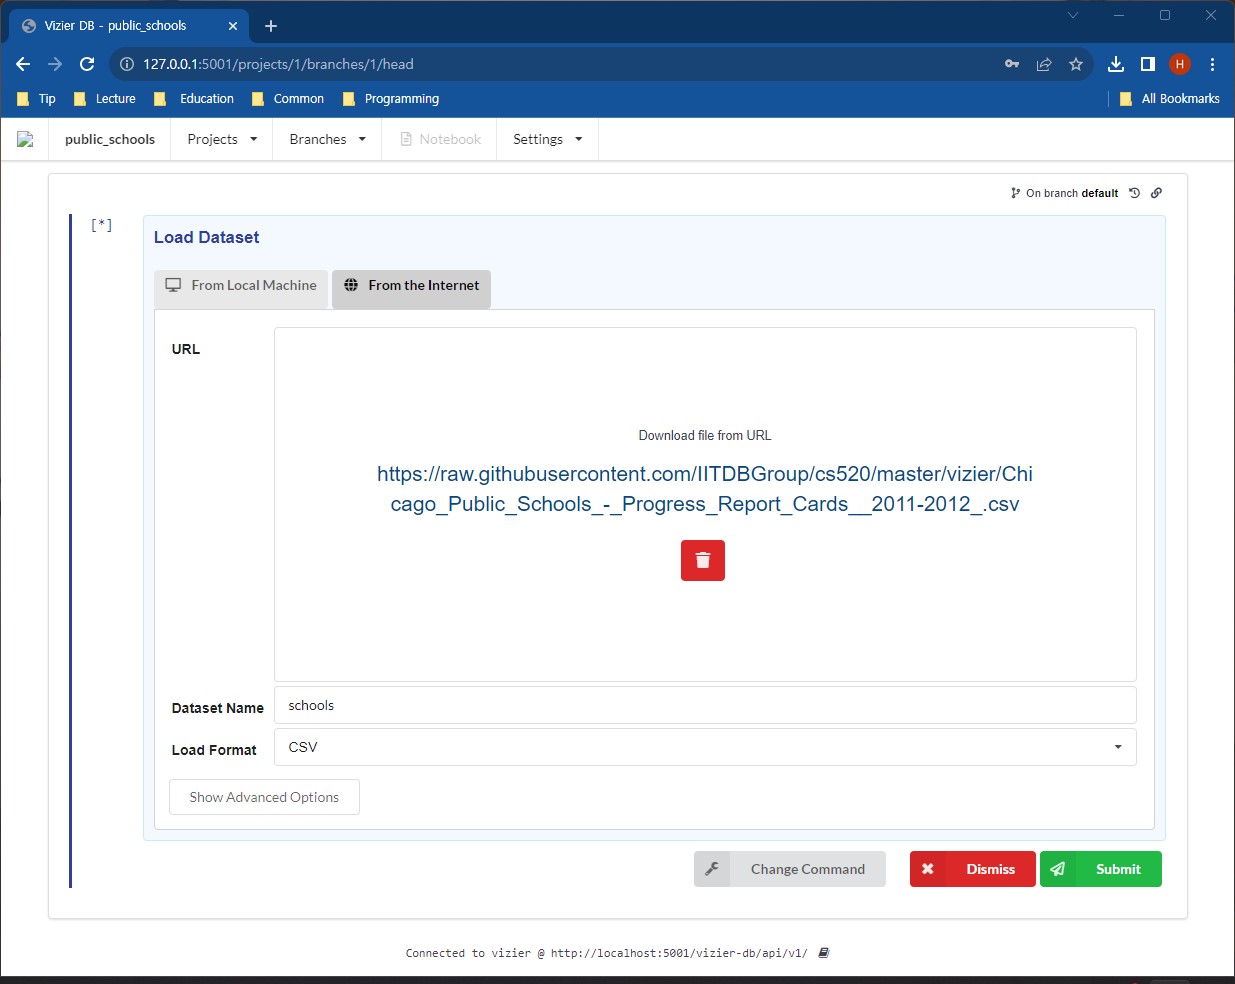 Vizier DB - public_schools
127.0.0.1:5001/projects/1/branches/1/head
H
Tip Lecture Education Common Programming All Bookmarks
public_schools Projects Branches Notebook Settings
On branch default
[*]
Load Dataset
From Local Machine From the Internet
URL
Download file from URL
https://raw.githubusercontent.com/IITDBGroup/cs520/master/vizier/Chi
cago_Public_Schools_-_Progress_Report_Cards__2011-2012_.csv
Dataset Name schools
Load Format CSV
Show Advanced Options
Change Command Dismiss Submit
Connected to vizier @ http://localhost:5001/vizier-db/api/v1/